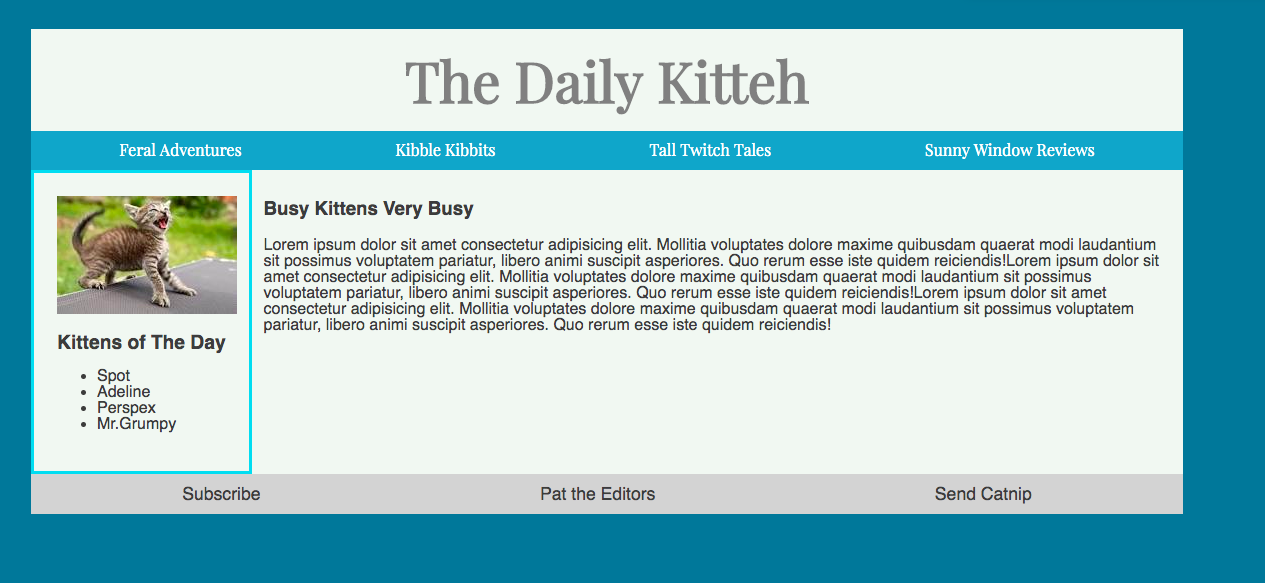 The Daily Kitteh
Feral Adventures
Kibble Kibbits
Tall Twitch Tales
Sunny Window Reviews
Kittens of The Day
Spot
Adeline
Perspex
Mr.Grumpy
Busy Kittens Very Busy
Lorem ipsum dolor sit amet consectetur adipisicing elit. Mollitia voluptates dolore maxime quibusdam quaerat modi laudantium
sit possimus voluptatem pariatur, libero animi suscipit asperiores. Quo rerum esse iste quidem reiciendis!Lorem ipsum dolor sit
amet consectetur adipisicing elit. Mollitia voluptates dolore maxime quibusdam quaerat modi laudantium sit possimus
voluptatem pariatur, libero animi suscipit asperiores. Quo rerum esse iste quidem reiciendis!Lorem ipsum dolor sit amet
consectetur adipisicing elit. Mollitia voluptates dolore maxime quibusdam quaerat modi laudantium sit possimus voluptatem
pariatur, libero animi suscipit asperiores. Quo rerum esse iste quidem reiciendis!
Subscribe
Pat the Editors
Send Catnip